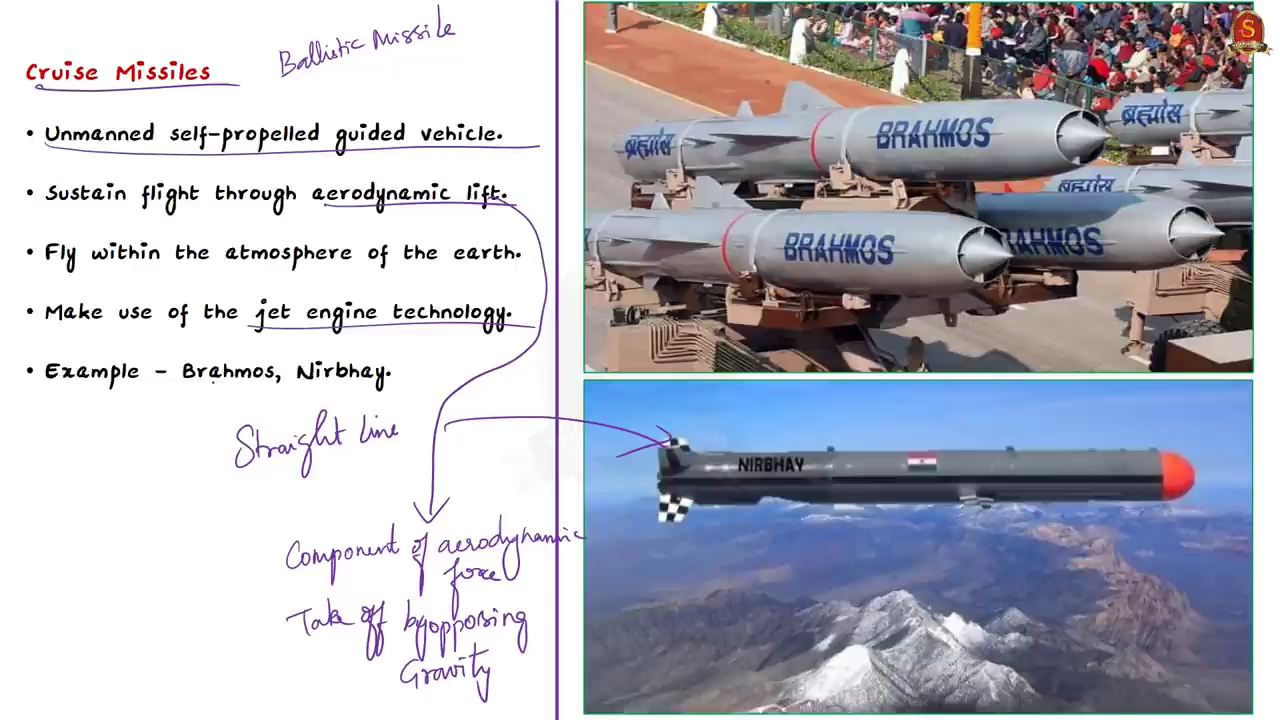 Ballistic Missile
Cruise Missiles
• Unmanned self-propelled guided vehicle.
• Sustain flight through aerodynamic lift.
• Fly within the atmosphere of the earth.
• Make use of the jet engine technology.
• Example - Brahmos, Nirbhay.
Straight Line
Component of aerodynamic
force
Take off by opposing
Gravity
ब्रह्मोस
BRAHMOS
ब्रह्मोस
ब्रह्मोस
BRAHMOS
NIRBHAY
S